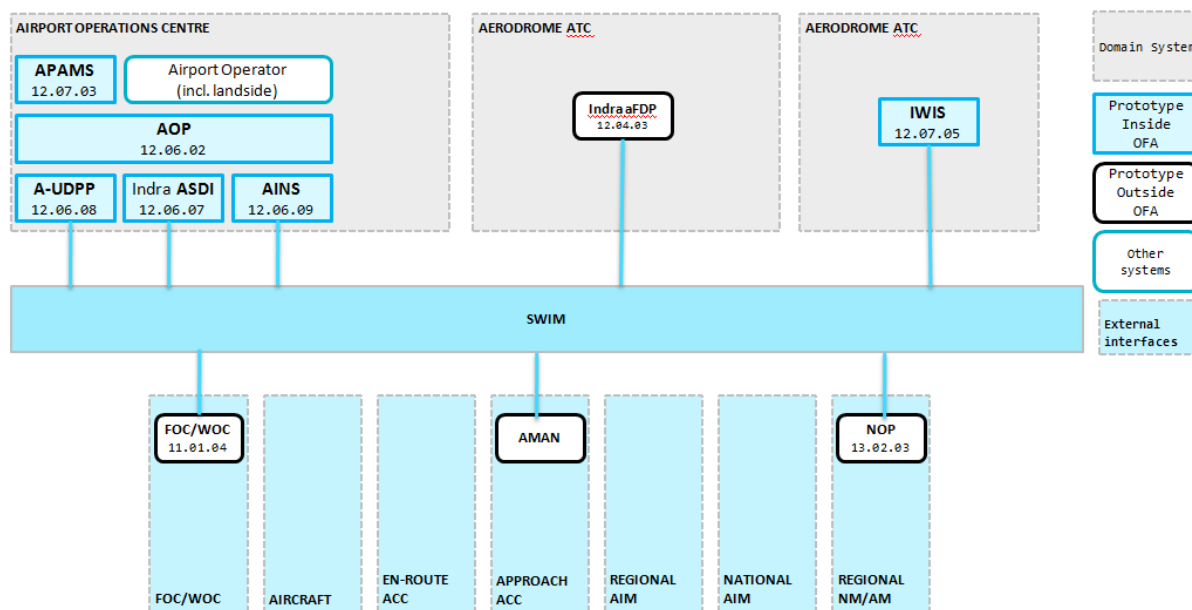 AIRPORT OPERATIONS CENTRE
APAMS
12.07.03
Airport Operator
(incl. landside)
AOP
12.06.02
A-UDPP
12.06.08
Indra ASDI
12.06.07
AINS
12.06.09
AERODROME ATC
Indra aFDP
12.04.03
AERODROME ATC
IWIS
12.07.05
Domain System
Prototype
Inside
OFA
Prototype
Outside
OFA
Other
systems
External
interfaces
SWIM
FOC/WOC
11.01.04
AMAN
NOP
13.02.03
FOC/WOC
AIRCRAFT
EN-ROUTE
ACC
APPROACH
ACC
REGIONAL
AIM
NATIONAL
AIM
REGIONAL
NM/AM